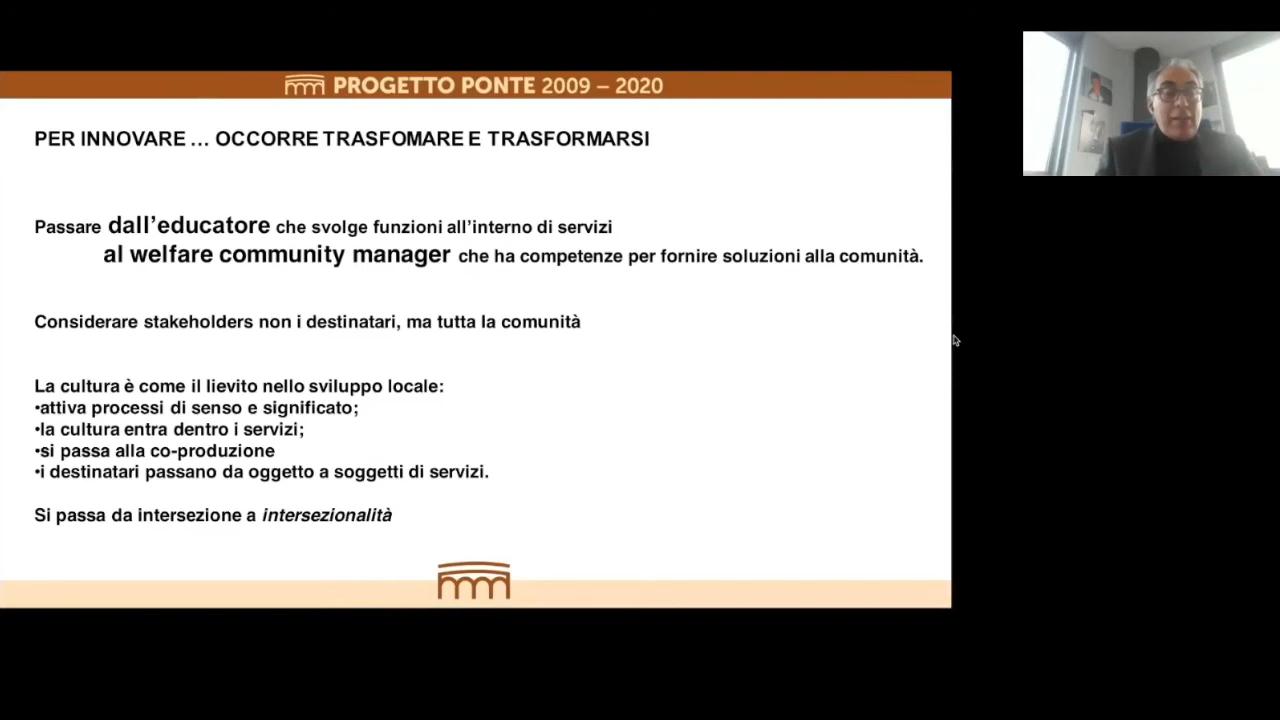 PROGETTO PONTE 2009 – 2020
PER INNOVARE … OCCORRE TRASFOMARE E TRASFORMARSI
Passare dall’educatore che svolge funzioni all’interno di servizi
al welfare community manager che ha competenze per fornire soluzioni alla comunità.
Considerare stakeholders non i destinatari, ma tutta la comunità
La cultura è come il lievito nello sviluppo locale:
•attiva processi di senso e significato;
•la cultura entra dentro i servizi;
•si passa alla co-produzione
•i destinatari passano da oggetto a soggetti di servizi.
Si passa da intersezione a intersezionalità